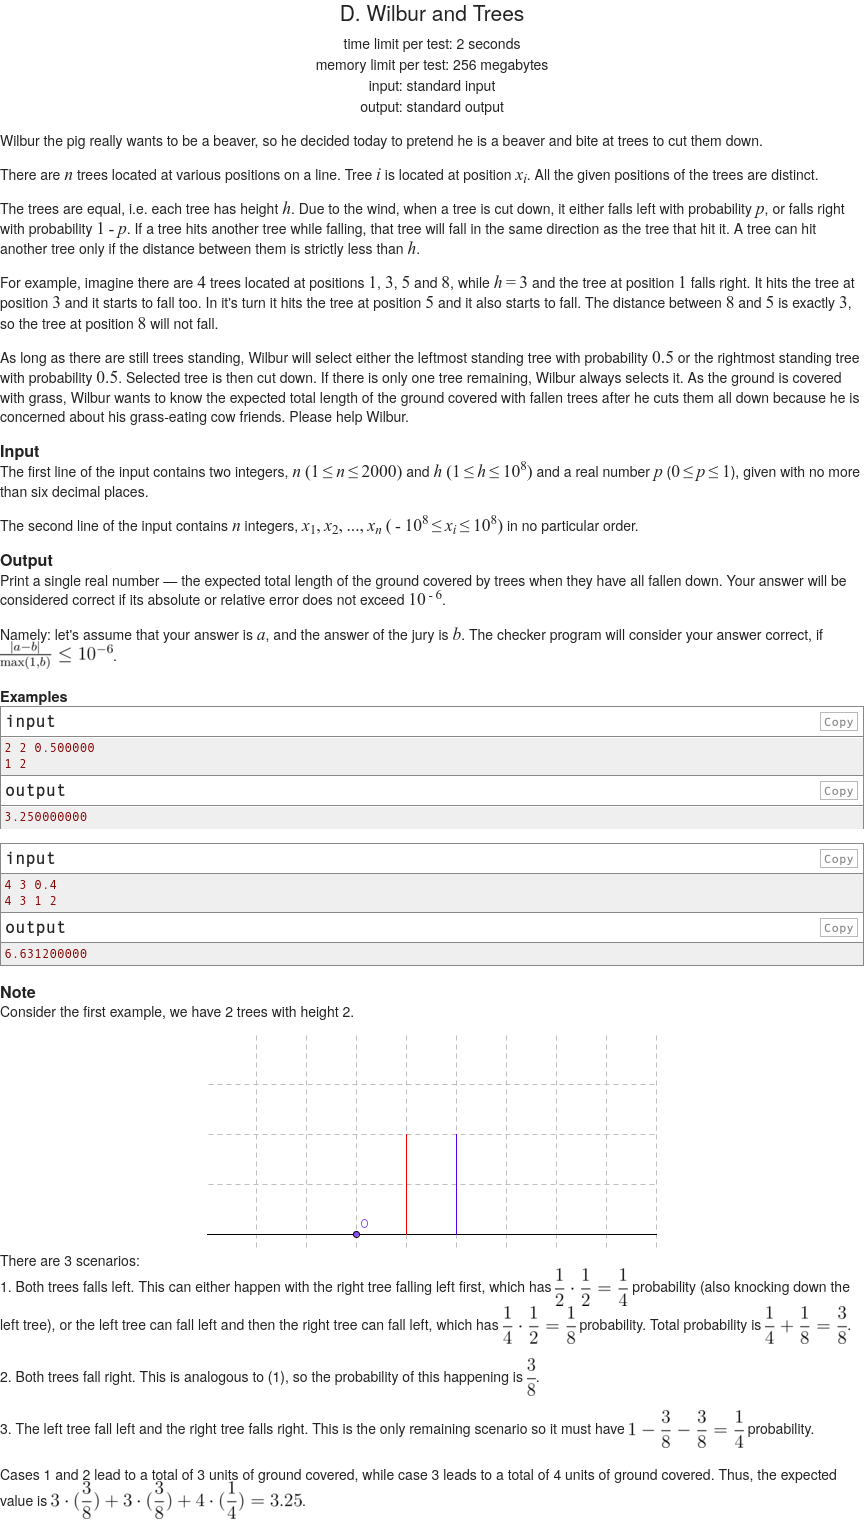 D. Wilbur and Trees
time limit per test: 2 seconds
memory limit per test: 256 megabytes
input: standard input
output: standard output
Wilbur the pig really wants to be a beaver, so he decided today to pretend he is a beaver and bite at trees to cut them down.
There are n trees located at various positions on a line. Tree i is located at position x_i. All the given positions of the trees are distinct.
The trees are equal, i.e. each tree has height h. Due to the wind, when a tree is cut down, it either falls left with probability p, or falls right
with probability 1 - p. If a tree hits another tree while falling, that tree will fall in the same direction as the tree that hit it. A tree can hit
another tree only if the distance between them is strictly less than h.
For example, imagine there are 4 trees located at positions 1, 3, 5 and 8, while h = 3 and the tree at position 1 falls right. It hits the tree at
position 3 and it starts to fall too. In it's turn it hits the tree at position 5 and it also starts to fall. The distance between 8 and 5 is exactly 3,
so the tree at position 8 will not fall.
As long as there are still trees standing, Wilbur will select either the leftmost standing tree with probability 0.5 or the rightmost standing tree
with probability 0.5. Selected tree is then cut down. If there is only one tree remaining, Wilbur always selects it. As the ground is covered
with grass, Wilbur wants to know the expected total length of the ground covered with fallen trees after he cuts them all down because he is
concerned about his grass-eating cow friends. Please help Wilbur.
Input
The first line of the input contains two integers, n (1 ≤ n ≤ 2000) and h (1 ≤ h ≤ 10^8) and a real number p (0 ≤ p ≤ 1), given with no more
than six decimal places.
The second line of the input contains n integers, x_1, x_2, ..., x_n ( - 10^8 ≤ x_i ≤ 10^8) in no particular order.
Output
Print a single real number — the expected total length of the ground covered by trees when they have all fallen down. Your answer will be
considered correct if its absolute or relative error does not exceed 10^{-6}.
Namely: let's assume that your answer is a, and the answer of the jury is b. The checker program will consider your answer correct, if
|a−b|/max(1,b) ≤ 10^{−6}.
Examples
input Copy
2 2 0.500000
1 2
output Copy
3.250000000
input Copy
4 3 0.4
4 3 1 2
output Copy
6.631200000
Note
Consider the first example, we have 2 trees with height 2.
O
There are 3 scenarios:
1. Both trees falls left. This can either happen with the right tree falling left first, which has 1/2 · 1/2 = 1/4 probability (also knocking down the
left tree), or the left tree can fall left and then the right tree can fall left, which has 1/4 · 1/2 = 1/8 probability. Total probability is 1/4 + 1/8 = 3/8.
2. Both trees fall right. This is analogous to (1), so the probability of this happening is 3/8.
3. The left tree fall left and the right tree falls right. This is the only remaining scenario so it must have 1 − 3/8 − 3/8 = 1/4 probability.
Cases 1 and 2 lead to a total of 3 units of ground covered, while case 3 leads to a total of 4 units of ground covered. Thus, the expected
value is 3 · (3/8) + 3 · (3/8) + 4 · (1/4) = 3.25.